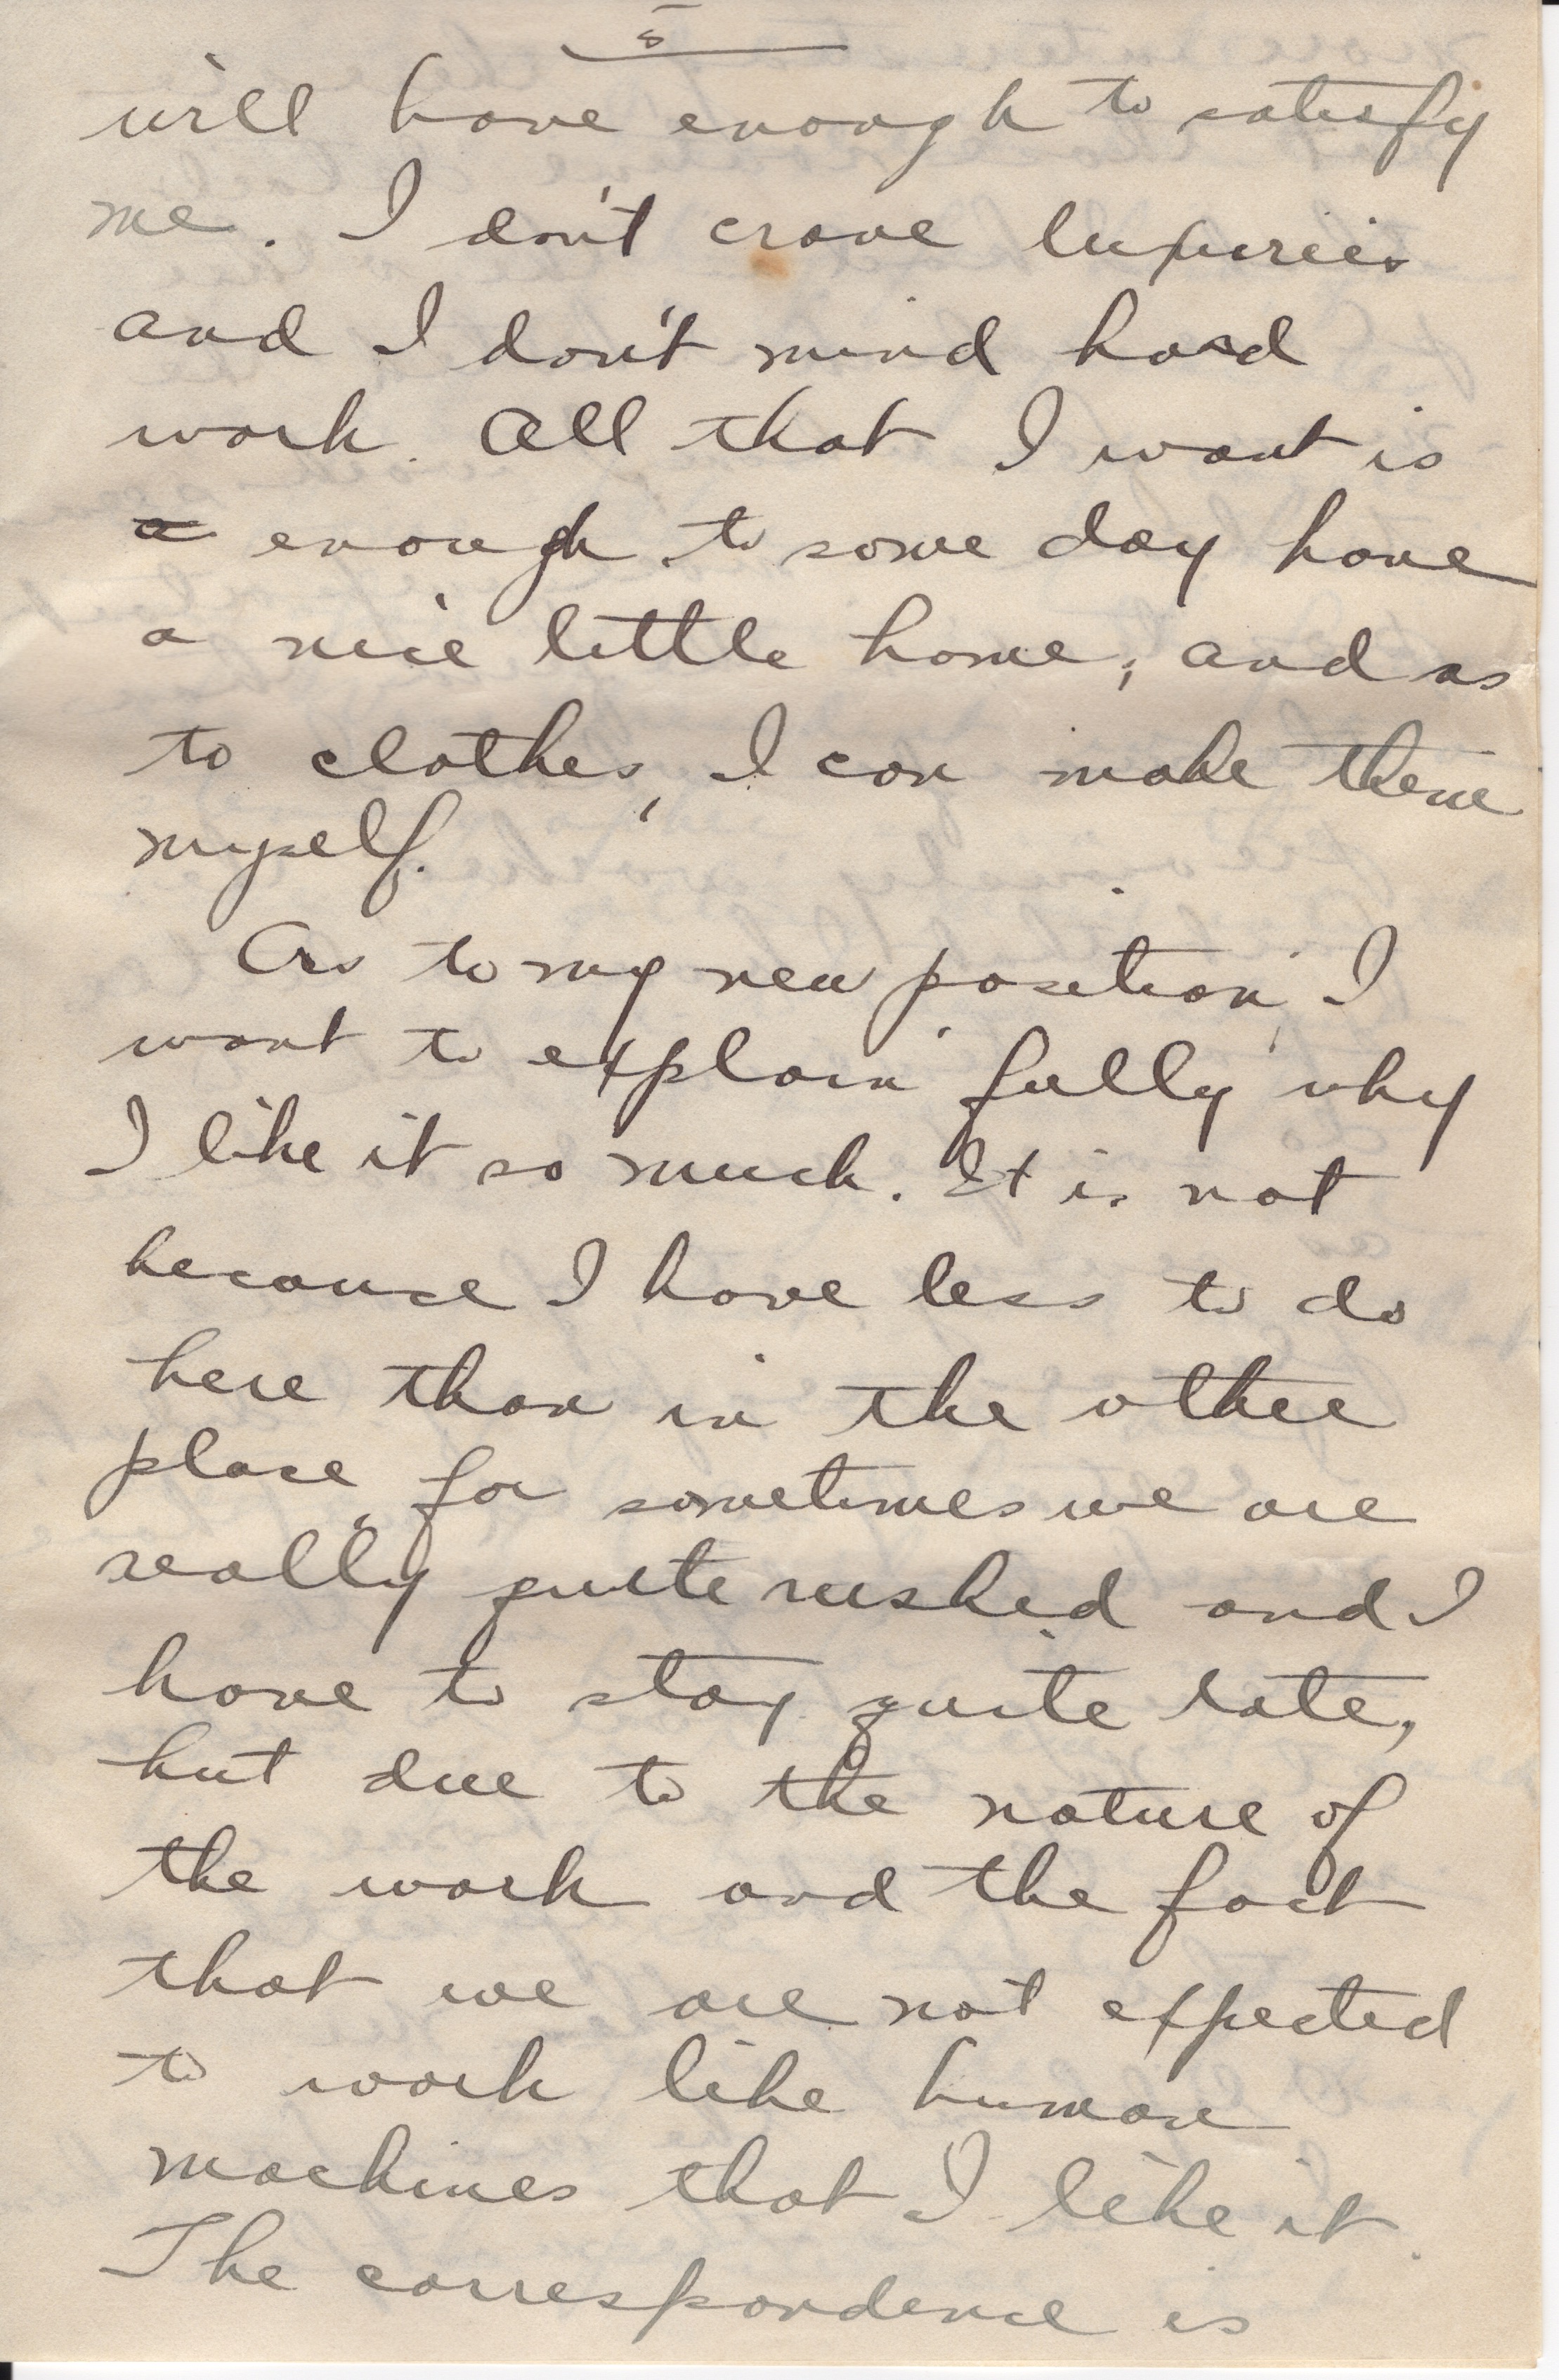 5
will have enough to satisfy
me. I don't crave luxuries
and I don't mind hard
work. All that I want is
a enough to some day have
a nice little home; and as
to clothes, I can make them
myself.
As to my new position, I
want to explain fully why
I like it so much. It is not
because I have less to do
here than in the other
place, for sometimes we are
really quite rushed and I
have to stay quite late,
but due to the nature of
the work and the fact
that we are not expected
to work like human
machines that I like it.
The correspondence is